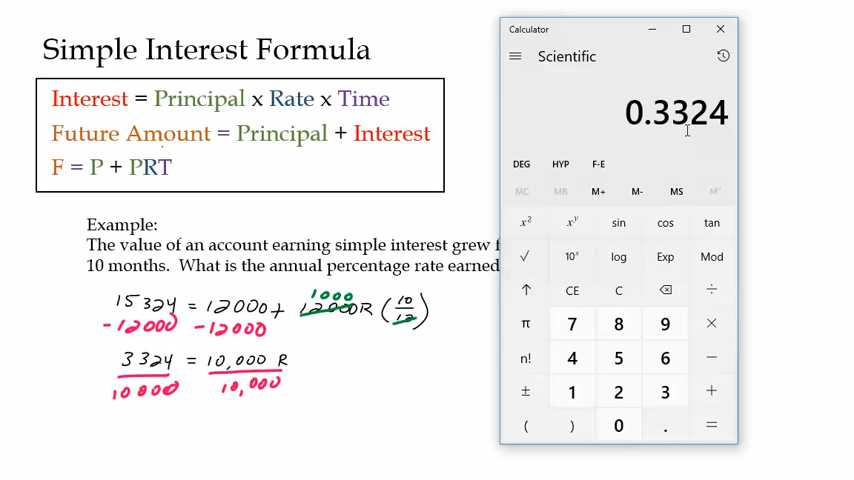 Simple Interest Formula
Interest = Principal x Rate x Time
Future Amount = Principal + Interest
F = P + PRT
Example:
The value of an account earning simple interest grew f
10 months. What is the annual percentage rate earned
1000
15324 = 12000 + 12000R (10/12)
-12000 -12000
3324 = 10,000 R
10000 10,000
Calculator
Scientific
0.3324
DEG HYP F-E
MC MR M+ M- MS M˅
x² xʸ sin cos tan
√ 10ˣ log Exp Mod
↑ CE C ⌫ ÷
π 7 8 9 ×
n! 4 5 6 −
± 1 2 3 +
( ) 0 . =